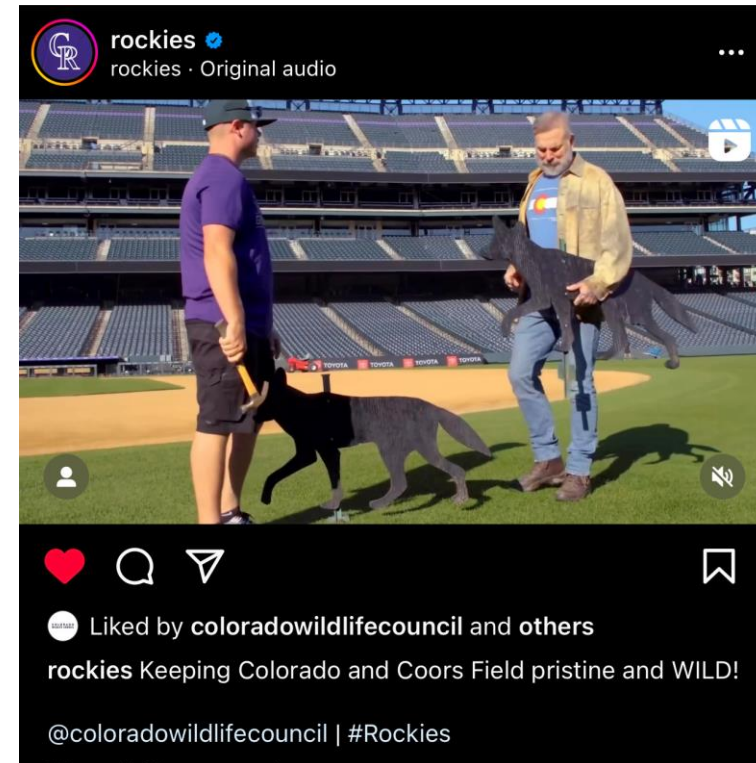 CR
rockies
rockies · Original audio
TOYOTA TOYOTA TOYOTA TOYOTA
Liked by coloradowildlifecouncil and others
rockies Keeping Colorado and Coors Field pristine and WILD!
@coloradowildlifecouncil | #Rockies